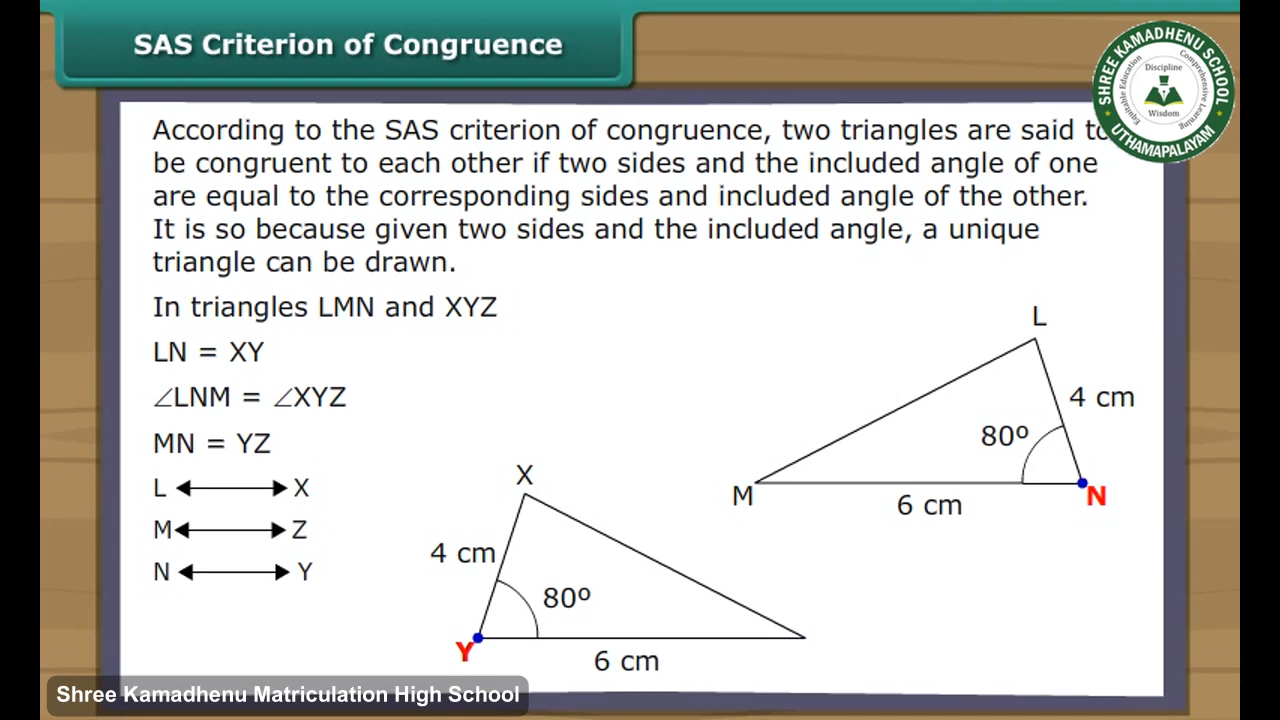 SAS Criterion of Congruence
SHREE KAMADHENU SCHOOL
UTHAMAPALAYAM
Equitable Education
Discipline
Comprehensive Learning
Wisdom
According to the SAS criterion of congruence, two triangles are said to
be congruent to each other if two sides and the included angle of one
are equal to the corresponding sides and included angle of the other.
It is so because given two sides and the included angle, a unique
triangle can be drawn.
In triangles LMN and XYZ
LN = XY
∠LNM = ∠XYZ
MN = YZ
L X
M Z
N Y
X
4 cm
80º
Y
6 cm
L
4 cm
80º
M
N
6 cm
Shree Kamadhenu Matriculation High School